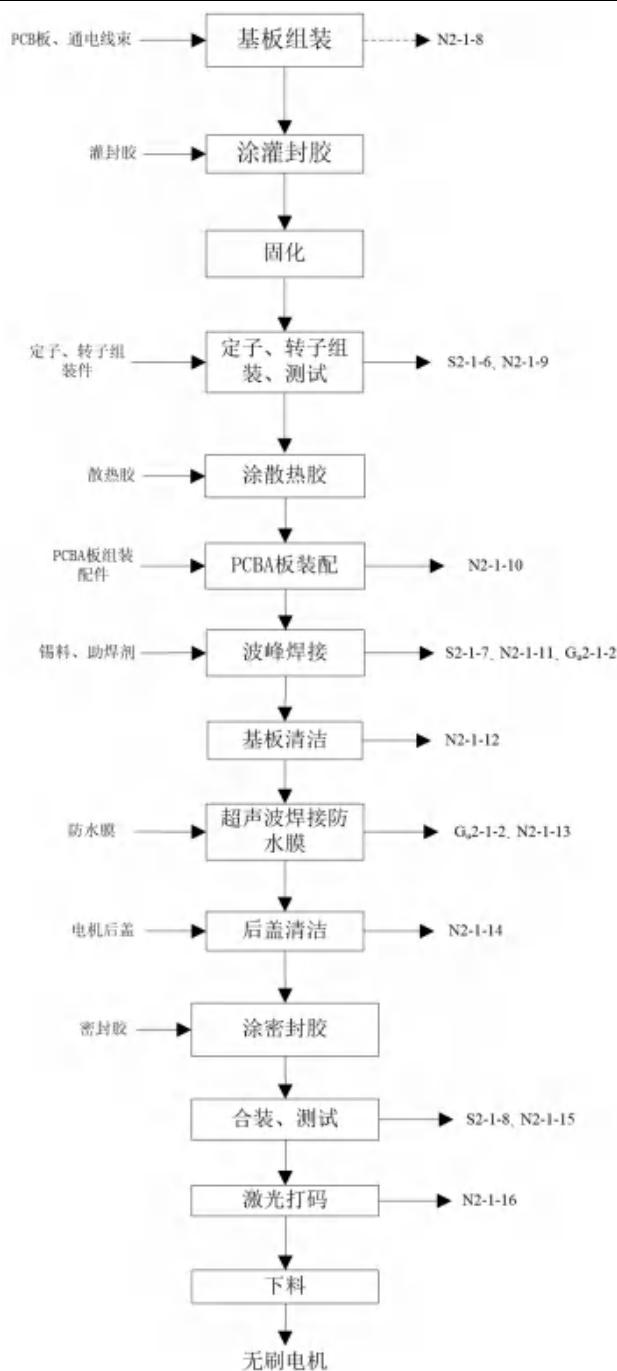 PCB板、通电线束
基板组装
N2-1-8
灌封胶
涂灌封胶
固化
定子、转子组
装件
定子、转子组
装、测试
S2-1-6、N2-1-9
散热胶
涂散热胶
PCBA板组装
配件
PCBA板装配
N2-1-10
锡料、助焊剂
波峰焊接
S2-1-7、N2-1-11、Gu2-1-2
基板清洁
N2-1-12
防水膜
超声波焊接防
水膜
Gu2-1-2、N2-1-13
电机后盖
后盖清洁
N2-1-14
密封胶
涂密封胶
合装、测试
S2-1-8、N2-1-15
激光打码
N2-1-16
下料
无刷电机